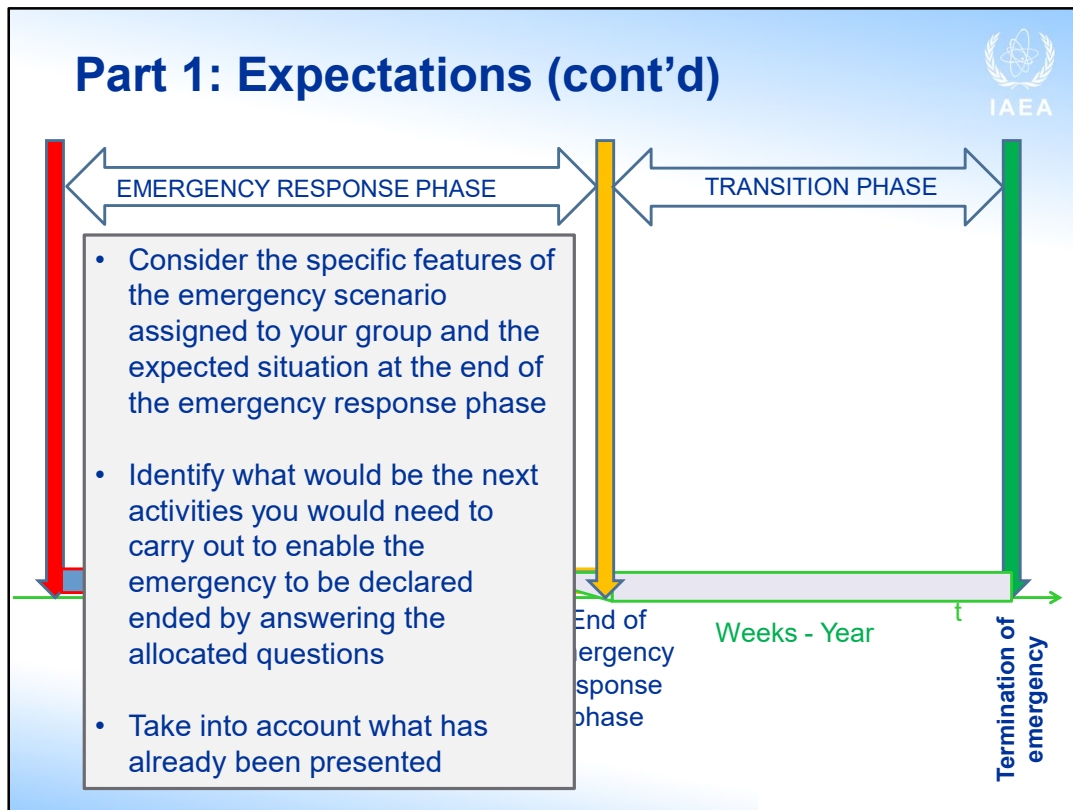 Part 1: Expectations (cont’d)
IAEA
EMERGENCY RESPONSE PHASE
TRANSITION PHASE
• Consider the specific features of
the emergency scenario
assigned to your group and the
expected situation at the end of
the emergency response phase
• Identify what would be the next
activities you would need to
carry out to enable the
emergency to be declared
ended by answering the
allocated questions
• Take into account what has
already been presented
End of
ergency
sponse
phase
Weeks - Year
t
Termination of
emergency